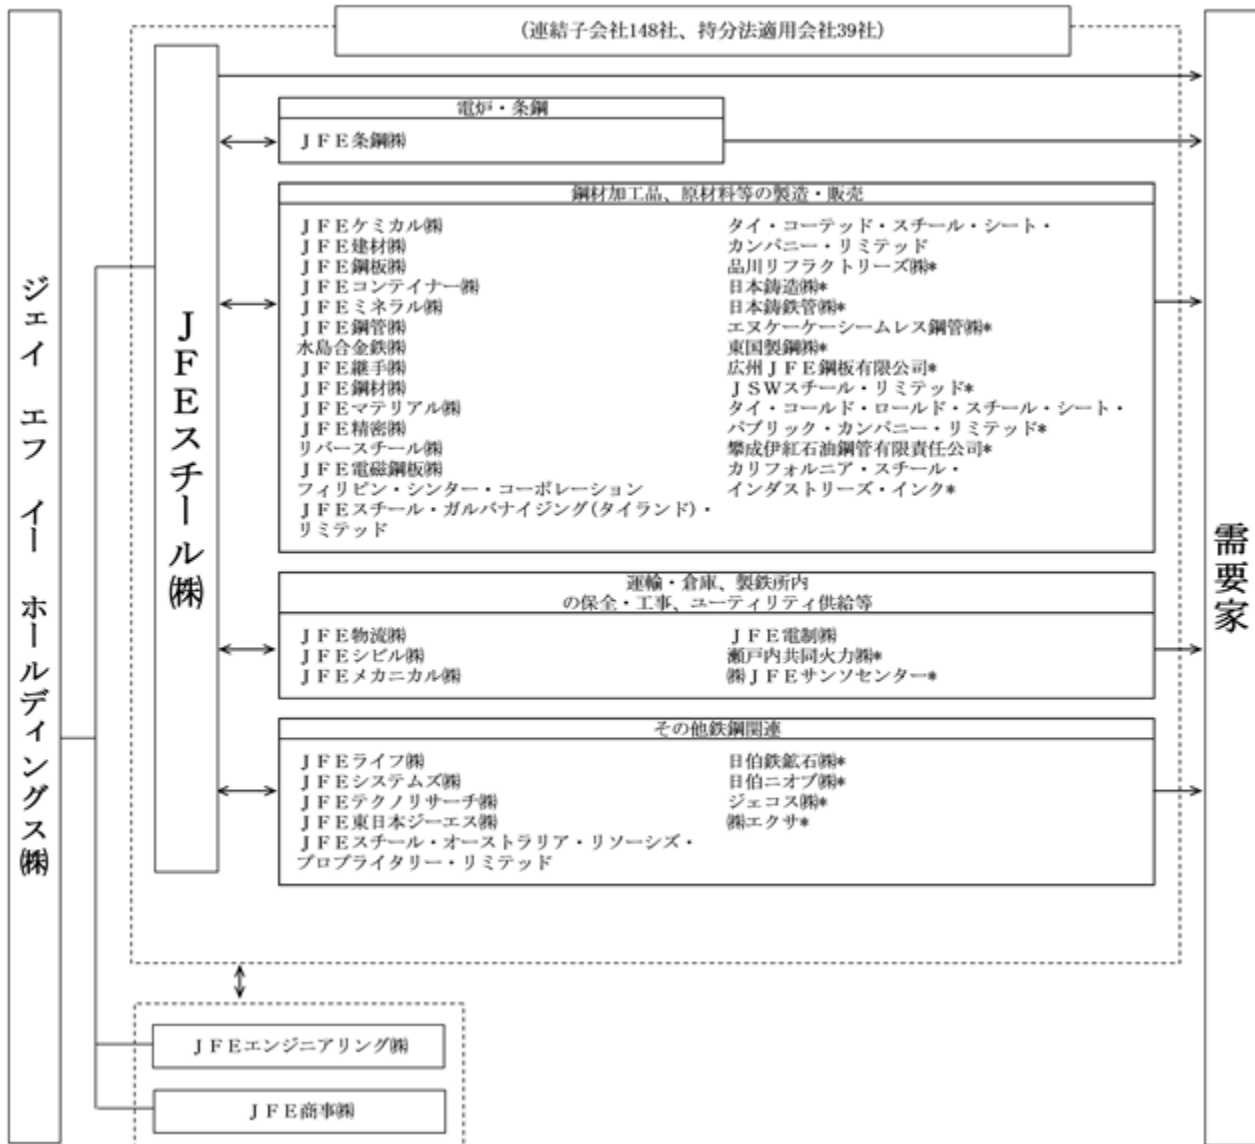 (連結子会社148社、持分法適用会社39社)
ジェイ エフ イー ホールディングス㈱
JFEスチール㈱
電炉・条鋼
ＪＦＥ条鋼㈱
鋼材加工品、原材料等の製造・販売
ＪＦＥケミカル㈱
ＪＦＥ建材㈱
ＪＦＥ鋼板㈱
ＪＦＥコンテイナー㈱
ＪＦＥミネラル㈱
ＪＦＥ鋼管㈱
水島合金鉄㈱
ＪＦＥ継手㈱
ＪＦＥ鋼材㈱
ＪＦＥマテリアル㈱
ＪＦＥ精密㈱
リバースチール㈱
ＪＦＥ電磁鋼板㈱
フィリピン・シンター・コーポレーション
ＪＦＥスチール・ガルバナイジング(タイランド)・
リミテッド
タイ・コーテッド・スチール・シート・
カンパニー・リミテッド
品川リフラクトリーズ㈱*
日本鋳造㈱*
日本鋳鉄管㈱*
エヌケーケーシームレス鋼管㈱*
東国製鋼㈱*
広州ＪＦＥ鋼板有限公司*
ＪＳＷスチール・リミテッド*
タイ・コールド・ロールド・スチール・シート・
パブリック・カンパニー・リミテッド*
攀成伊紅石油鋼管有限責任公司*
カリフォルニア・スチール・
インダストリーズ・インク*
運輸・倉庫、製鉄所内
の保全・工事、ユーティリティ供給等
ＪＦＥ物流㈱
ＪＦＥシビル㈱
ＪＦＥメカニカル㈱
ＪＦＥ電制㈱
瀬戸内共同火力㈱*
㈱ＪＦＥサンソセンター*
その他鉄鋼関連
ＪＦＥライフ㈱
ＪＦＥシステムズ㈱
ＪＦＥテクノリサーチ㈱
ＪＦＥ東日本ジーエス㈱
ＪＦＥスチール・オーストラリア・リソーシズ・
プロプライタリー・リミテッド
日伯鉄鉱石㈱*
日伯ニオブ㈱*
ジェコス㈱*
㈱エクサ*
需要家
ＪＦＥエンジニアリング㈱
ＪＦＥ商事㈱